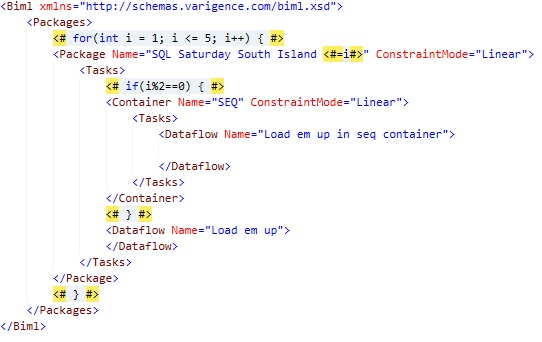 <Biml xmlns="http://schemas.varigence.com/biml.xsd">
<Packages>
<# for(int i = 1; i <= 5; i++) { #>
<Package Name="SQL Saturday South Island <#=i#>" ConstraintMode="Linear">
<Tasks>
<# if(i%2==0) { #>
<Container Name="SEQ" ConstraintMode="Linear">
<Tasks>
<Dataflow Name="Load em up in seq container">
</Dataflow>
</Tasks>
</Container>
<# } #>
<Dataflow Name="Load em up">
</Dataflow>
</Tasks>
</Package>
<# } #>
</Packages>
</Biml>